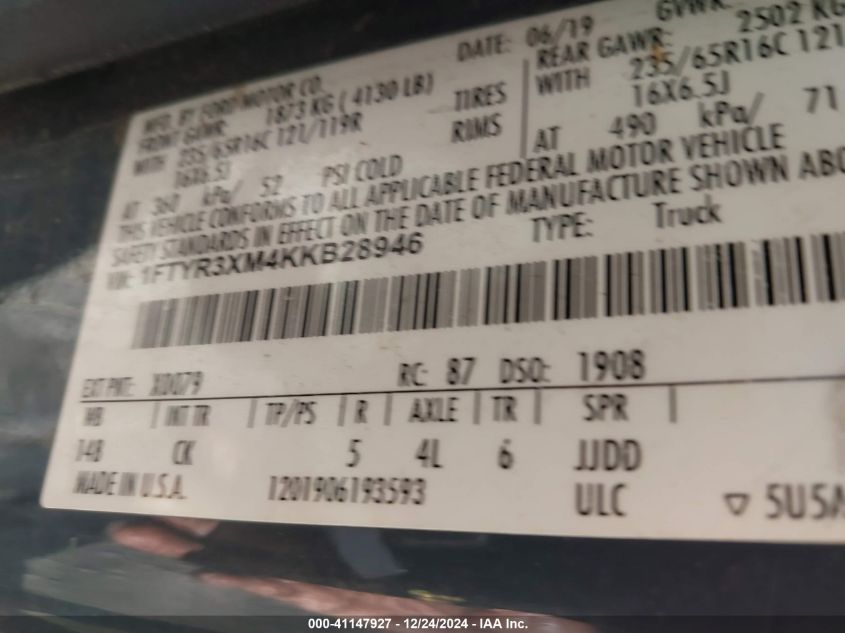 MFD. BY FORD MOTOR CO.
DATE: 06/19
GVWR
FRONT GAWR: 1873 KG ( 4130 LB)
REAR GAWR: 2502 KG
WITH 235/65R16C 121/119R TIRES
WITH 235/65R16C 121
16X6.5J RIMS
16X6.5J
AT 360 kPa/ 52 PSI COLD
AT 490 kPa/ 71
THIS VEHICLE CONFORMS TO ALL APPLICABLE FEDERAL MOTOR VEHICLE
SAFETY STANDARDS IN EFFECT ON THE DATE OF MANUFACTURE SHOWN ABO
VIN: 1FTYR3XM4KKB28946
TYPE: Truck
EXT PNT: XD079 RC: 87 DSO: 1908
WB | INT TR | TP/PS | R | AXLE | TR | SPR |
148 CK 5 4L 6 JJDD
MADE IN U.S.A. 1201906193593 ULC ▽ 5U5A
000-41147927 - 12/24/2024 - IAA Inc.